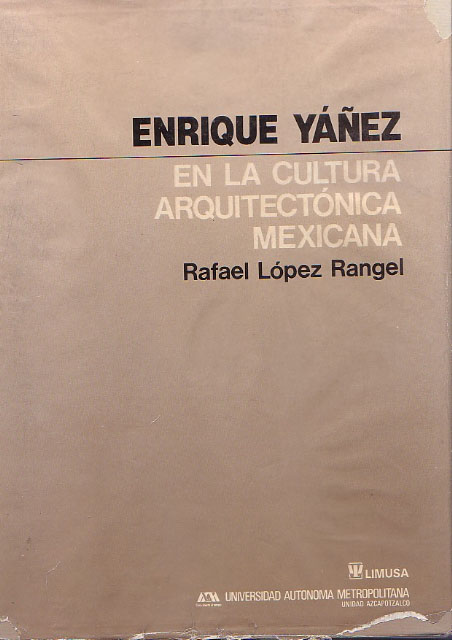 ENRIQUE YÁÑEZ
EN LA CULTURA
ARQUITECTÓNICA
MEXICANA
Rafael López Rangel
LIMUSA
UNIVERSIDAD AUTONOMA METROPOLITANA
UNIDAD AZCAPOTZALCO